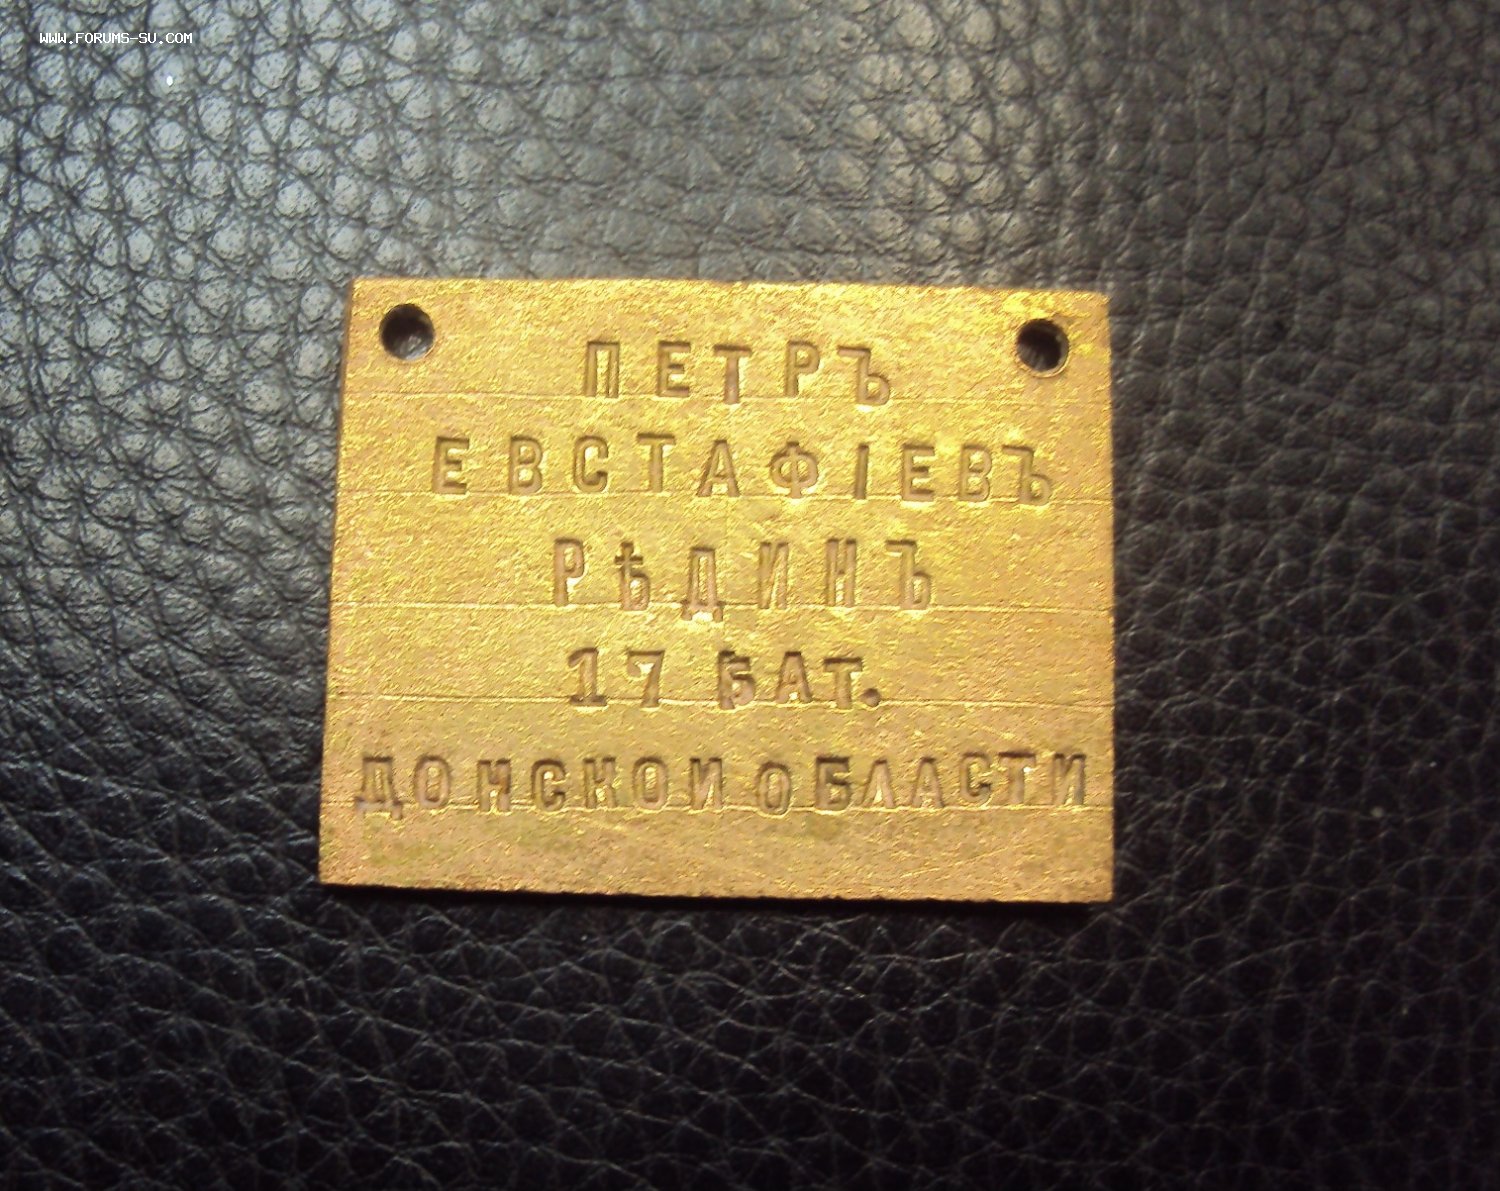 WWW.FORUMS-SU.COM
ПЕТРЪ
ЕВСТАФІЕВЪ
РѢДИНЪ
17 БАТ.
ДОНСКОИ ОБЛАСТИ